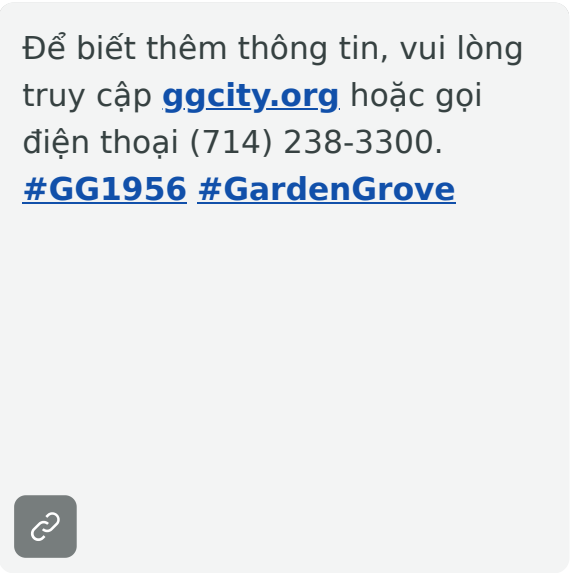 Để biết thêm thông tin, vui lòng
truy cập ggcity.org hoặc gọi
điện thoại (714) 238-3300.
#GG1956 #GardenGrove